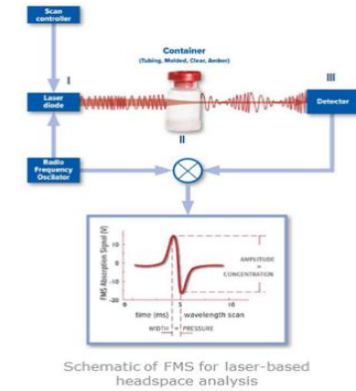 Scan
controller
Container
(Tubing, Molded, Clear, Amber)
I
III
Laser
diode
Detector
II
Radio
Frequency
Oscilator
FMS Absorption Signal (V)
10
0
-10
-20
AMPLITUDE
=
CONCENTRATION
5
10
time (ms)
wavelength scan
WIDTH = PRESSURE
Schematic of FMS for laser-based
headspace analysis